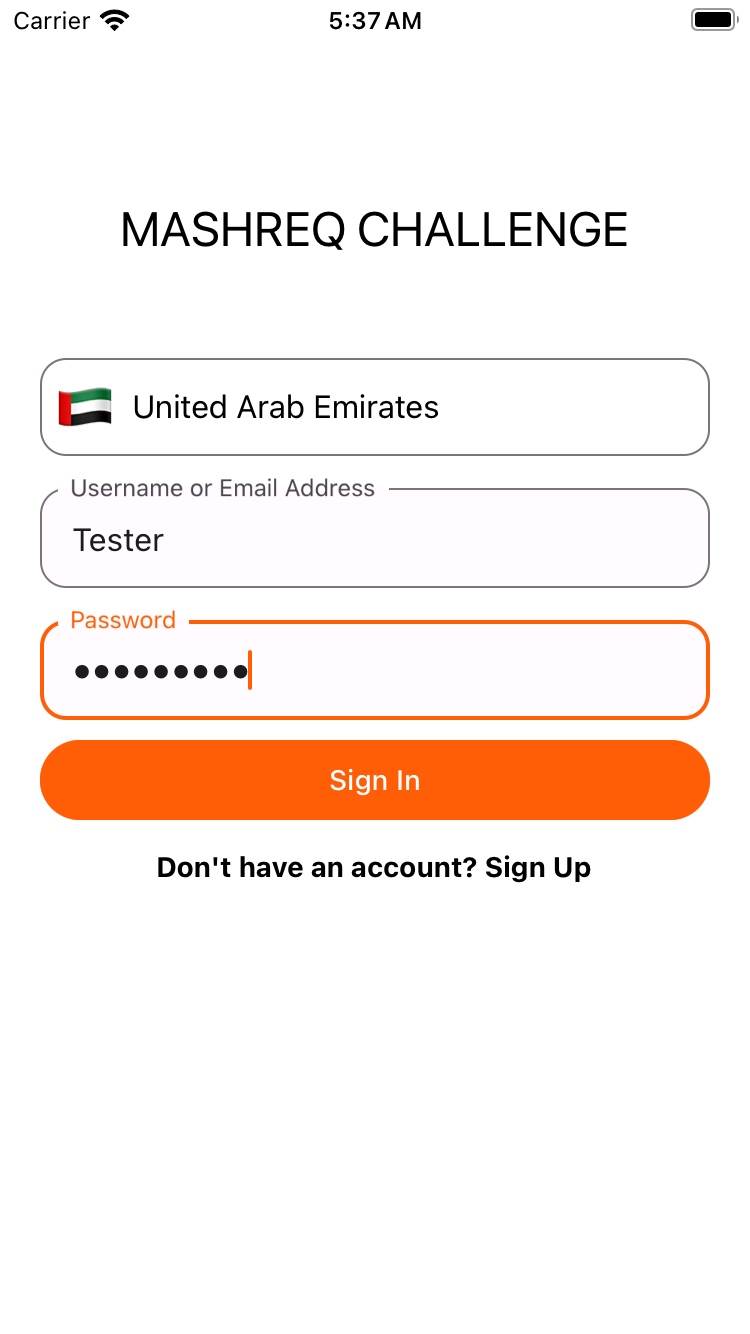 Carrier 5:37 AM
MASHREQ CHALLENGE
United Arab Emirates
Username or Email Address
Tester
Password
•••••••••
Sign In
Don't have an account? Sign Up